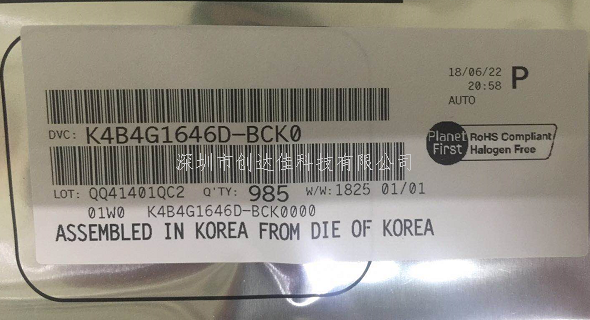 18/06/22
20:58
P
AUTO
DVC: K4B4G1646D-BCK0
Planet First
RoHS Compliant
Halogen Free
深圳市创达佳科技有限公司
LOT: QQ41401QC2 Q'TY: 985 W/W: 1825 01/01
01W0 K4B4G1646D-BCK0000
ASSEMBLED IN KOREA FROM DIE OF KOREA